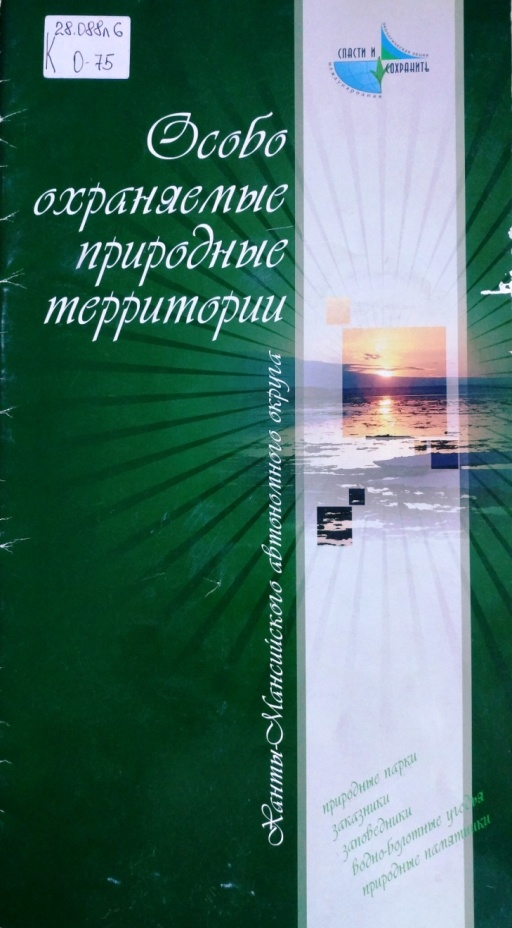 28.088л6
К О-75
СПАСТИ И
СОХРАНИТЬ
Особо
охраняемые
природные
территории
Ханты-Мансийского автономного округа
природные парки
заказники
заповедники
водно-болотные угодья
природные памятники